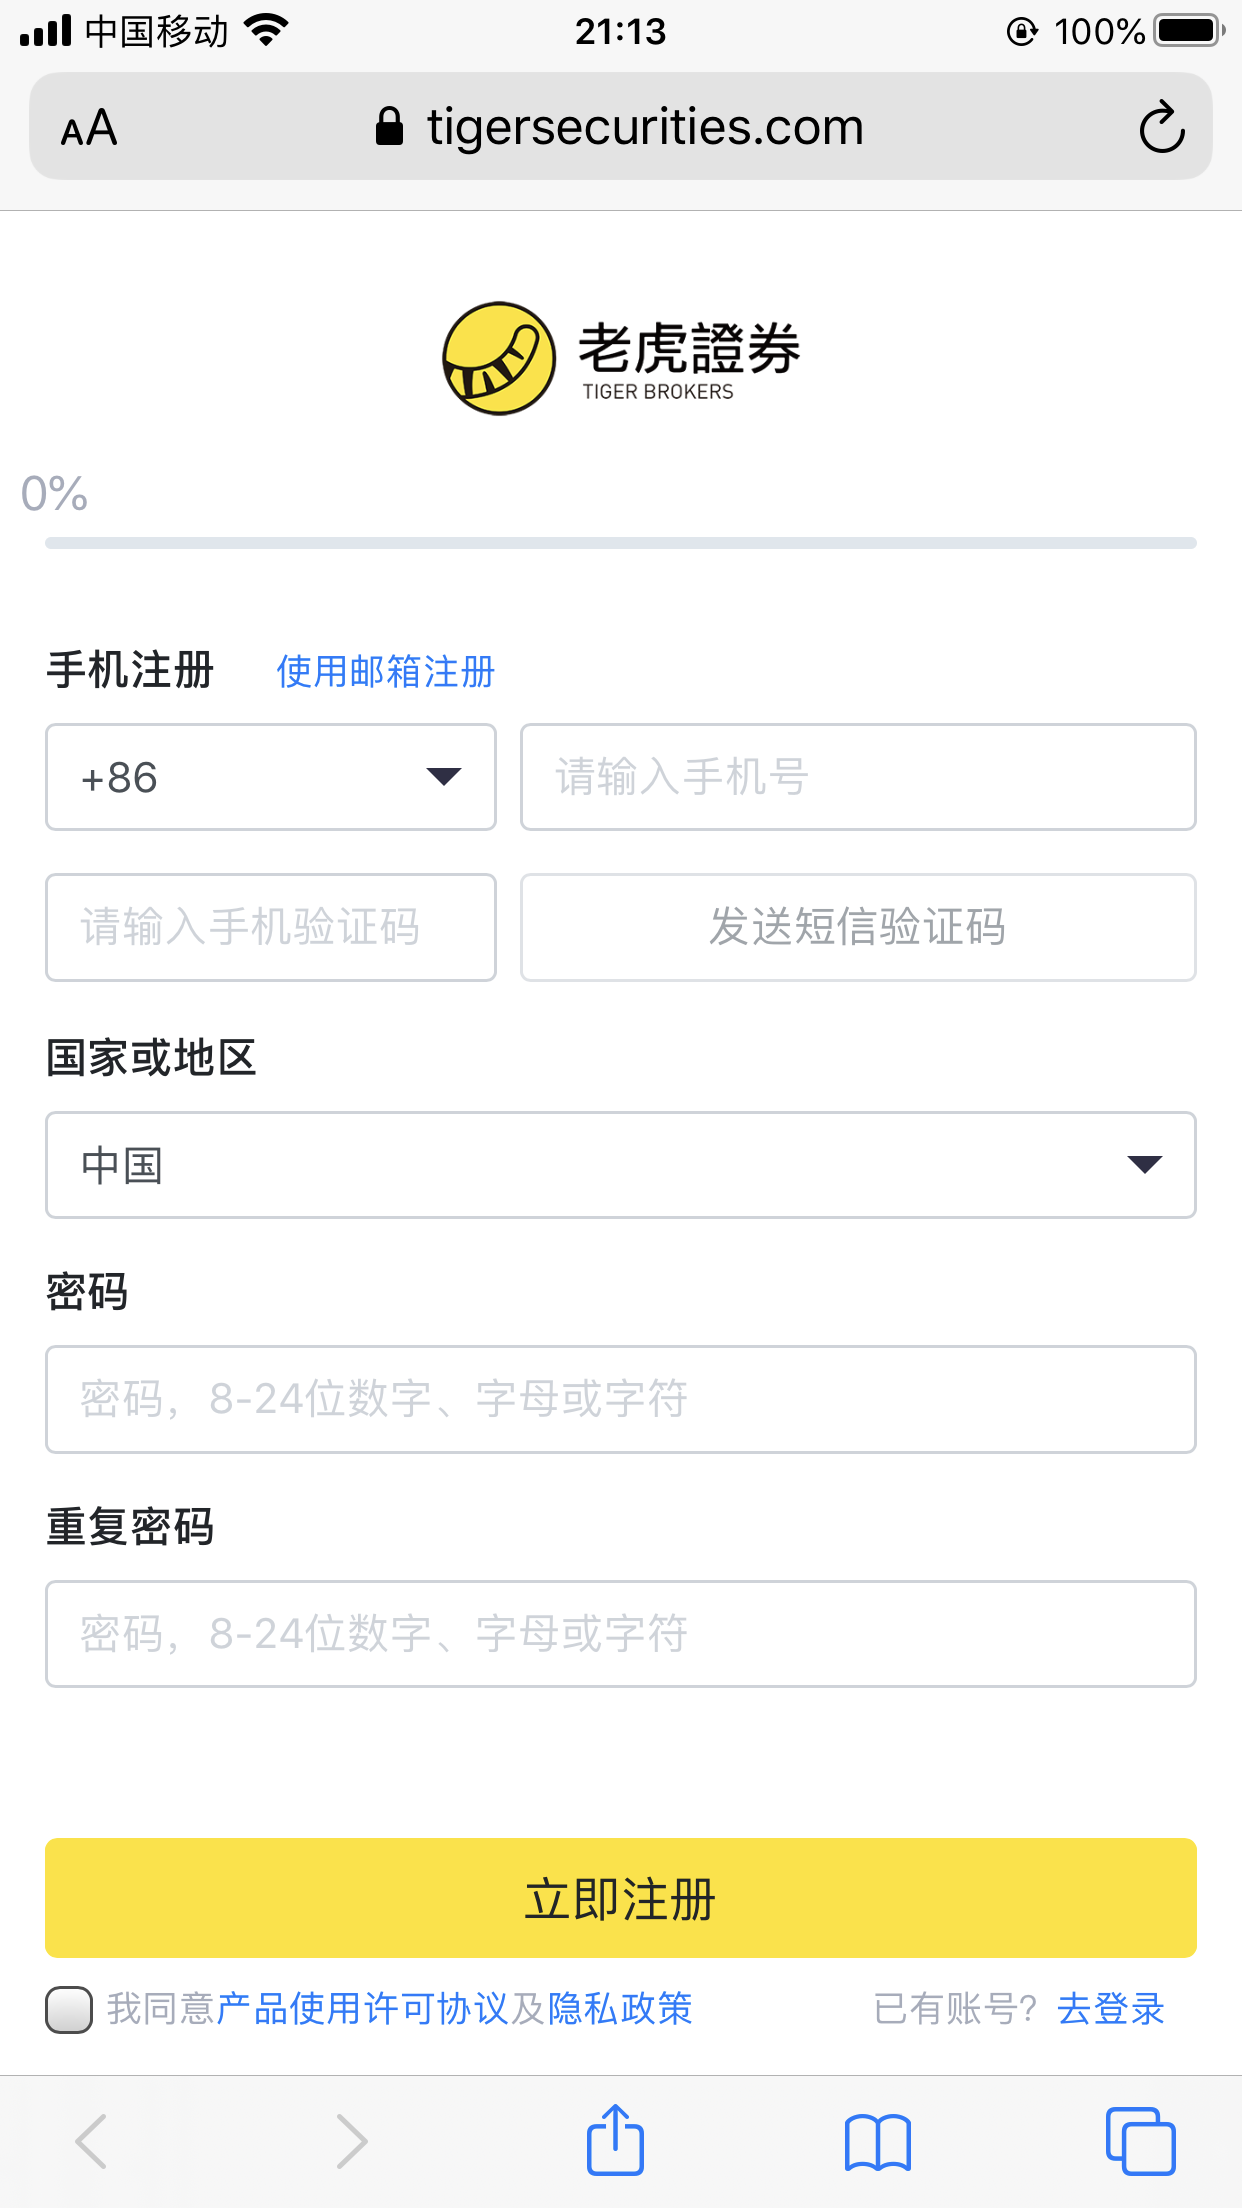 中国移动 21:13 100%
AA tigersecurities.com
老虎證券
TIGER BROKERS
0%
手机注册 使用邮箱注册
+86 请输入手机号
请输入手机验证码 发送短信验证码
国家或地区
中国
密码
密码，8-24位数字、字母或字符
重复密码
密码，8-24位数字、字母或字符
立即注册
我同意产品使用许可协议及隐私政策 已有账号? 去登录